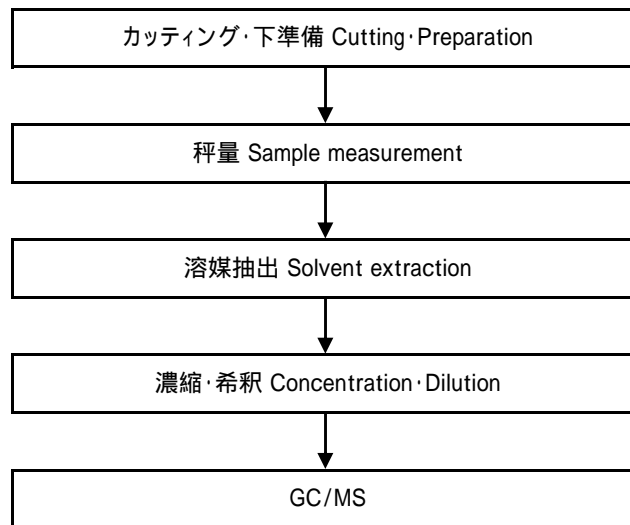 カッティング･下準備 Cutting･Preparation
秤量 Sample measurement
溶媒抽出 Solvent extraction
濃縮･希釈 Concentration･Dilution
GC/MS